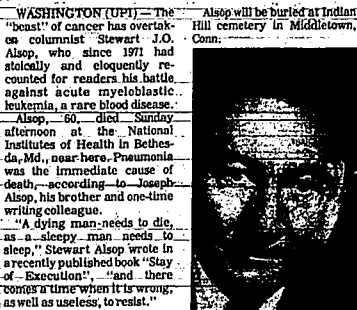 WASHINGTON (UPI) — The
"beast" of cancer has overtak-
en columnist Stewart J.O.
Alsop, who since 1971 had
stoically and eloquently re-
counted for readers his battle
against acute myeloblastic
leukemia, a rare blood disease.
Alsop, 60, died Sunday
afternoon at the National
Institutes of Health in Bethes-
da, Md., near here. Pneumonia
was the immediate cause of
death, according to Joseph
Alsop, his brother and one-time
writing colleague.
"A dying man needs to die,
as a sleepy man needs to
sleep," Stewart Alsop wrote in
a recently published book "Stay
of Execution", "and there
comes a time when it is wrong,
as well as useless, to resist."
Alsop will be buried at Indian
Hill cemetery in Middletown,
Conn.